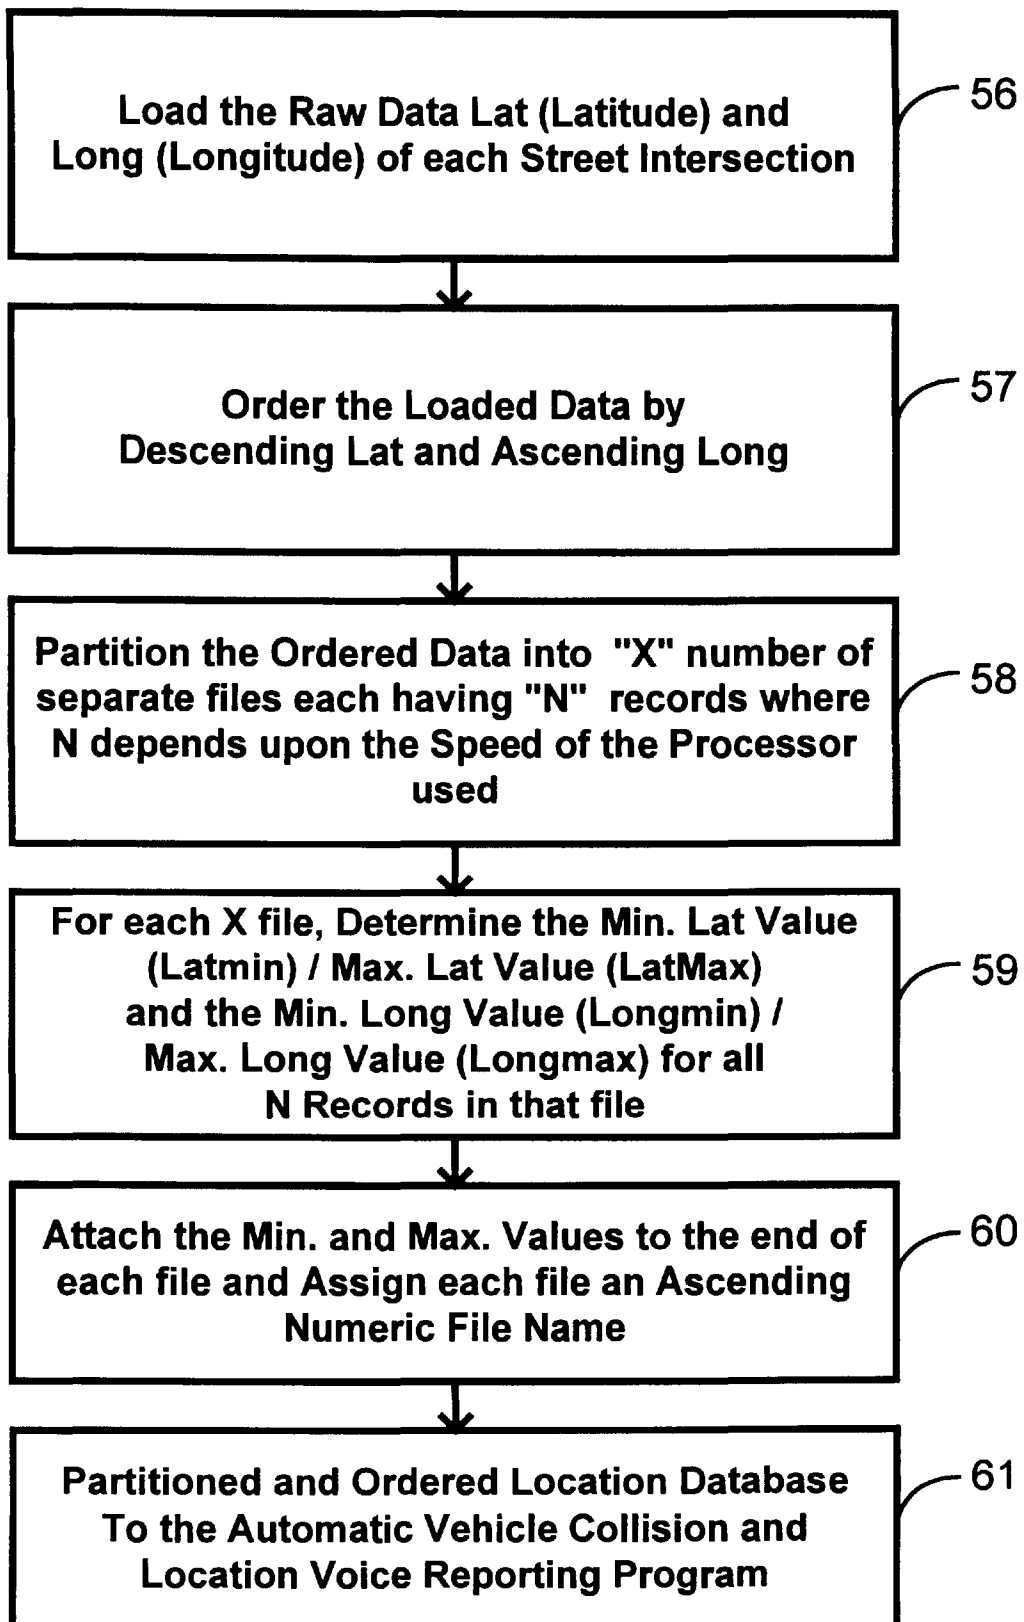 Load the Raw Data Lat (Latitude) and
Long (Longitude) of each Street Intersection
56
Order the Loaded Data by
Descending Lat and Ascending Long
57
Partition the Ordered Data into "X" number of
separate files each having "N" records where
N depends upon the Speed of the Processor
used
58
For each X file, Determine the Min. Lat Value
(Latmin) / Max. Lat Value (LatMax)
and the Min. Long Value (Longmin) /
Max. Long Value (Longmax) for all
N Records in that file
59
Attach the Min. and Max. Values to the end of
each file and Assign each file an Ascending
Numeric File Name
60
Partitioned and Ordered Location Database
To the Automatic Vehicle Collision and
Location Voice Reporting Program
61